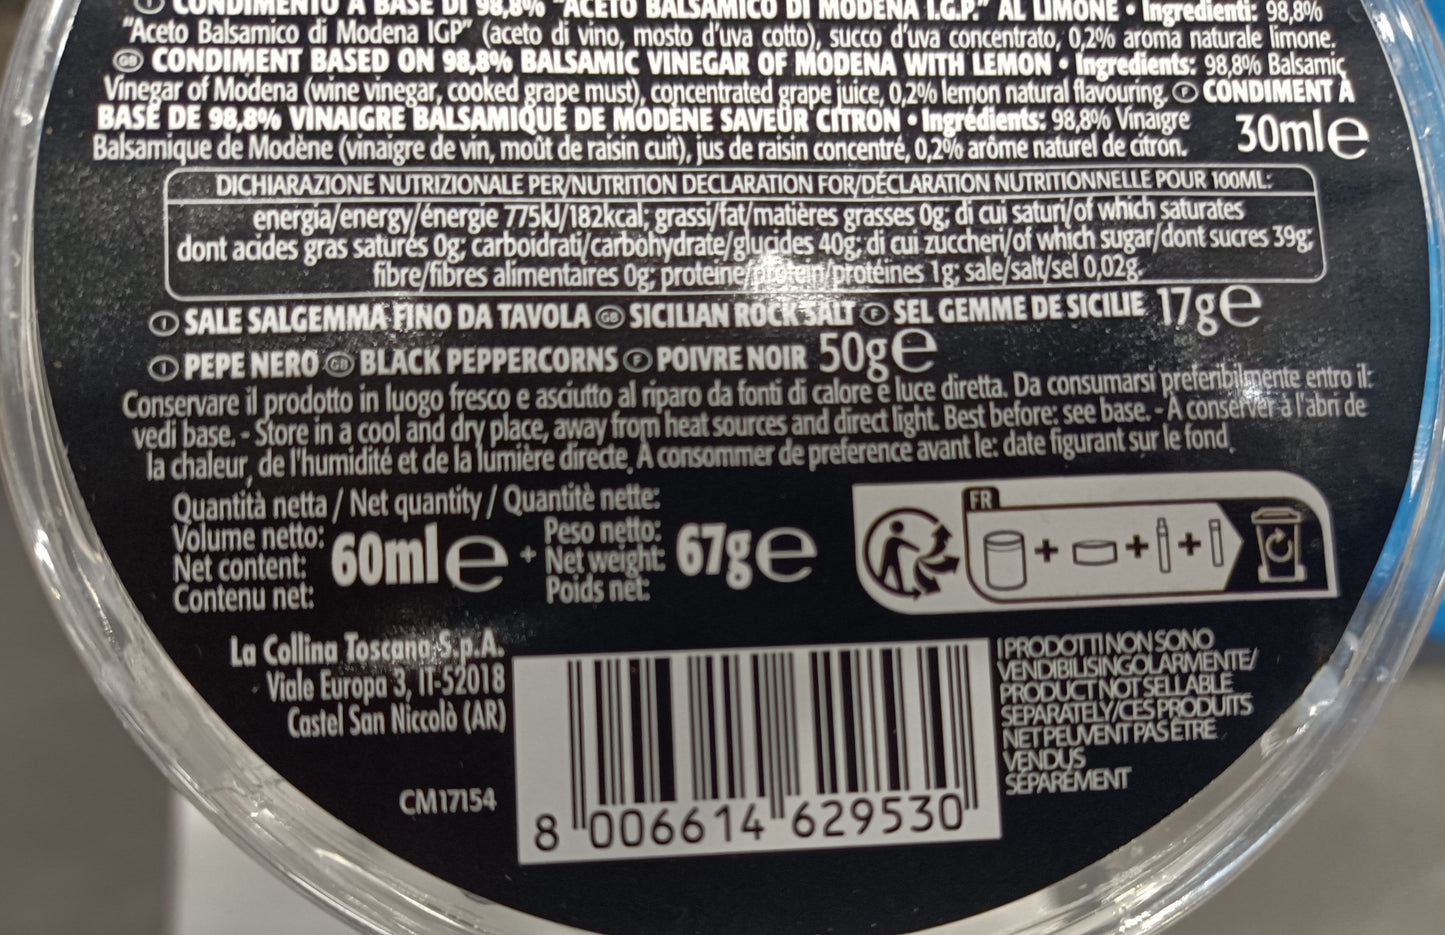 Ⓘ CONDIMENTO A BASE DI 98,8% "ACETO BALSAMICO DI MODENA I.G.P." AL LIMONE • Ingredienti: 98,8%
"Aceto Balsamico di Modena IGP" (aceto di vino, mosto d'uva cotto), succo d'uva concentrato, 0,2% aroma naturale limone.
GB CONDIMENT BASED ON 98,8% BALSAMIC VINEGAR OF MODENA WITH LEMON • Ingredients: 98,8% Balsamic
Vinegar of Modena (wine vinegar, cooked grape must), concentrated grape juice, 0,2% lemon natural flavouring. Ⓕ CONDIMENT À
BASE DE 98,8% VINAIGRE BALSAMIQUE DE MODÈNE SAVEUR CITRON • Ingrédients: 98,8% Vinaigre
Balsamique de Modène (vinaigre de vin, moût de raisin cuit), jus de raisin concentré, 0,2% arôme naturel de citron. 30ml e
DICHIARAZIONE NUTRIZIONALE PER/NUTRITION DECLARATION FOR/DÉCLARATION NUTRITIONNELLE POUR 100ML:
energia/energy/énergie 775kJ/182kcal; grassi/fat/matières grasses 0g; di cui saturi/of which saturates
dont acides gras saturés 0g; carboidrati/carbohydrate/glucides 40g; di cui zuccheri/of which sugar/dont sucres 39g;
fibre/fibres alimentaires 0g; proteine/protein/protéines 1g; sale/salt/sel 0,02g.
Ⓘ SALE SALGEMMA FINO DA TAVOLA GB SICILIAN ROCK SALT Ⓕ SEL GEMME DE SICILIE 17g e
Ⓘ PEPE NERO GB BLACK PEPPERCORNS Ⓕ POIVRE NOIR 50g e
Conservare il prodotto in luogo fresco e asciutto al riparo da fonti di calore e luce diretta. Da consumarsi preferibilmente entro il:
vedi base. - Store in a cool and dry place, away from heat sources and direct light. Best before: see base. - À conserver à l'abri de
la chaleur, de l'humidité et de la lumière directe. À consommer de preference avant le: date figurant sur le fond.
Quantità netta / Net quantity / Quantitè nette:
Volume netto:
Net content:
Contenu net:
60ml e +
Peso netto:
Net weight:
Poids net:
67g e
FR
+ + +
La Collina Toscana S.p.A.
Viale Europa 3, IT-52018
Castel San Niccolò (AR)
CM17154
8 006614 629530
I PRODOTTI NON SONO
VENDIBILI SINGOLARMENTE/
PRODUCT NOT SELLABLE
SEPARATELY/CES PRODUITS
NET PEUVENT PAS ÊTRE
VENDUS
SÉPARÉMENT